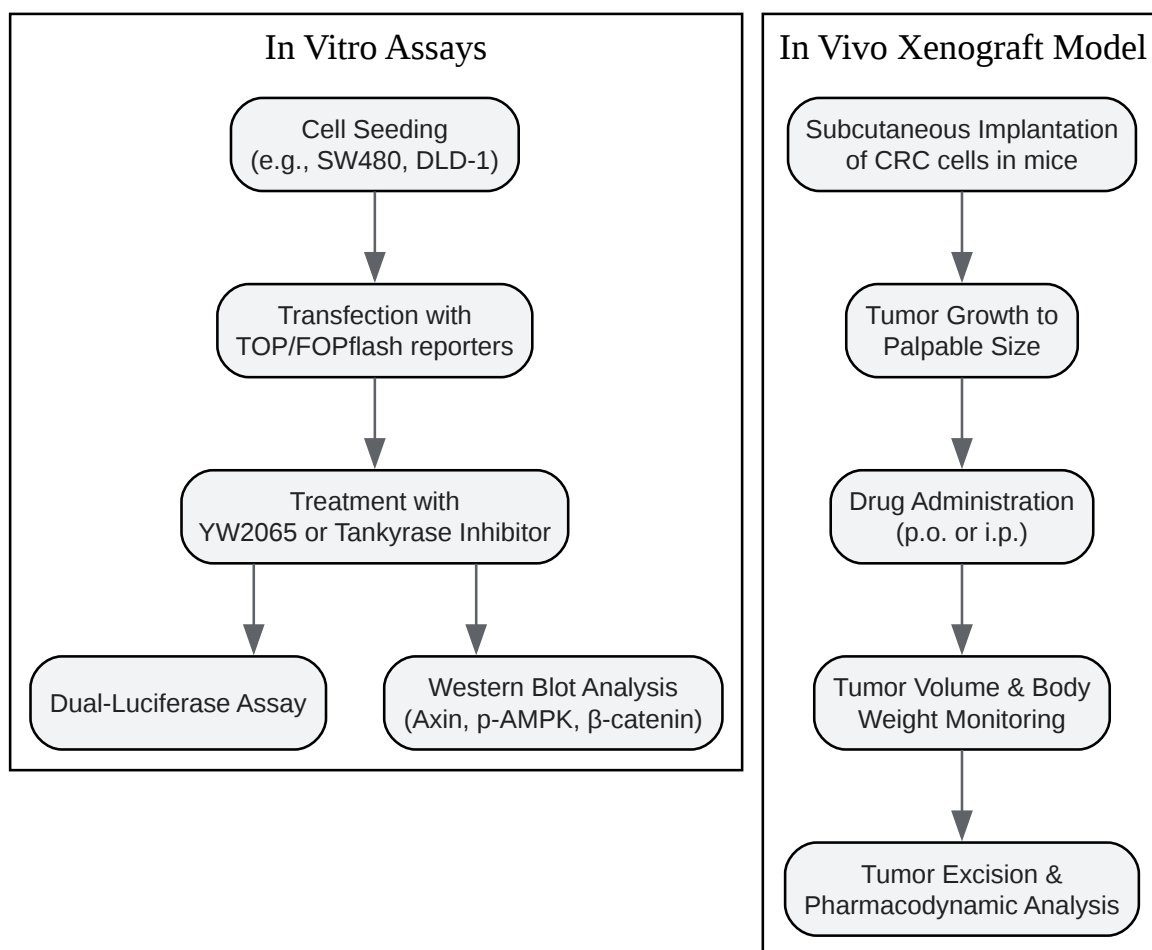 In Vitro Assays
Cell Seeding
(e.g., SW480, DLD-1)
Transfection with
TOP/FOPflash reporters
Treatment with
YW2065 or Tankyrase Inhibitor
Dual-Luciferase Assay
Western Blot Analysis
(Axin, p-AMPK, β-catenin)
In Vivo Xenograft Model
Subcutaneous Implantation
of CRC cells in mice
Tumor Growth to
Palpable Size
Drug Administration
(p.o. or i.p.)
Tumor Volume & Body
Weight Monitoring
Tumor Excision &
Pharmacodynamic Analysis